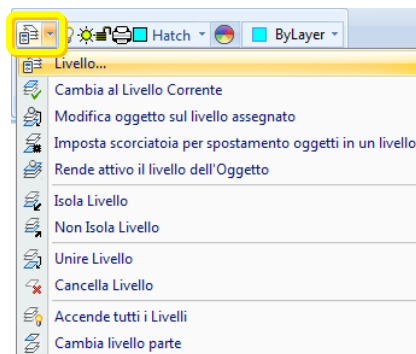 Hatch ByLayer
Livello...
Cambia al Livello Corrente
Modifica oggetto sul livello assegnato
Imposta scorciatoia per spostamento oggetti in un livello
Rende attivo il livello dell'Oggetto
Isola Livello
Non Isola Livello
Unire Livello
Cancella Livello
Accende tutti i Livelli
Cambia livello parte